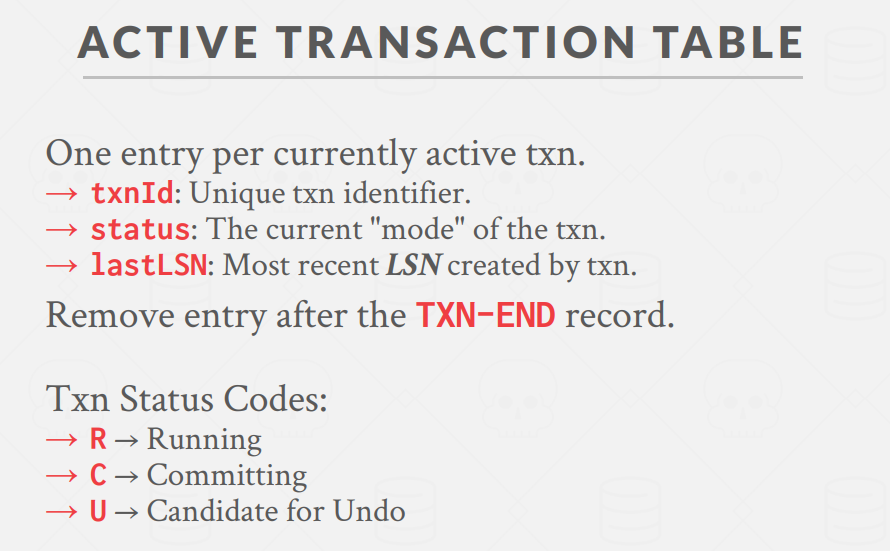 ACTIVE TRANSACTION TABLE
One entry per currently active txn.
→ txnId: Unique txn identifier.
→ status: The current "mode" of the txn.
→ lastLSN: Most recent LSN created by txn.
Remove entry after the TXN-END record.
Txn Status Codes:
→ R → Running
→ C → Committing
→ U → Candidate for Undo